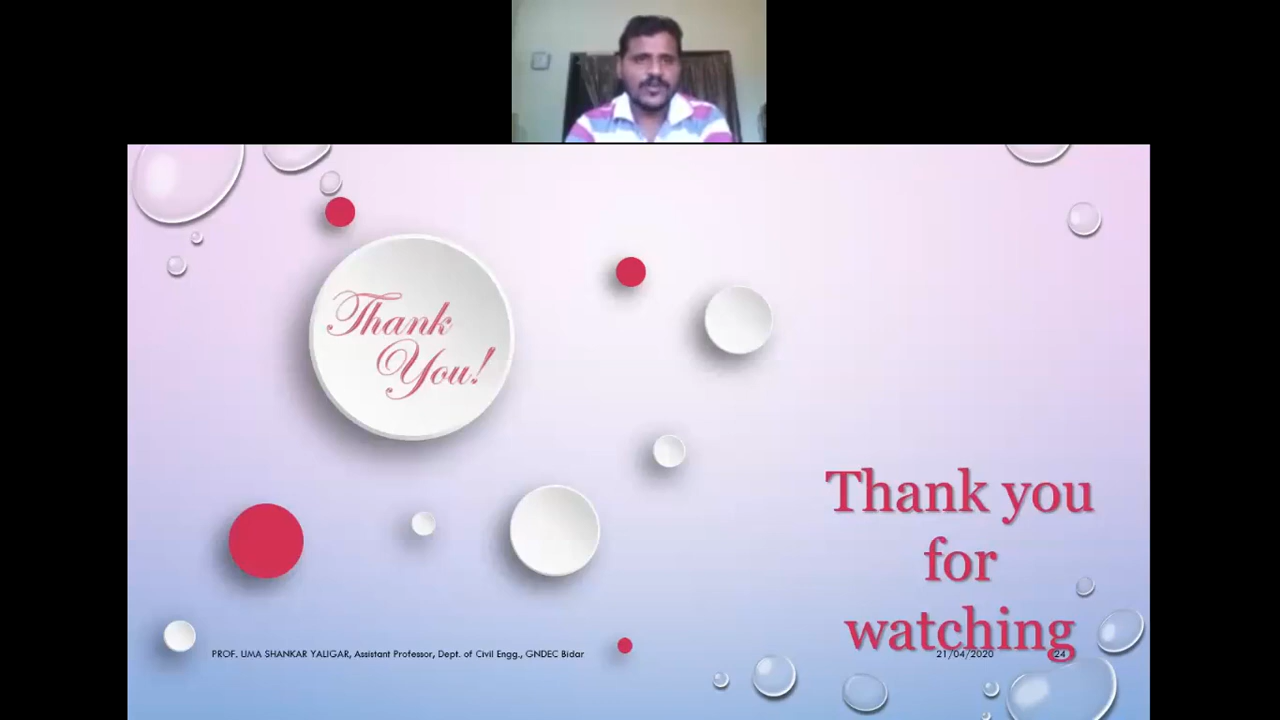 Thank
You!
Thank you
for
watching
PROF. UMA SHANKAR YALIGAR, Assistant Professor, Dept. of Civil Engg., GNDEC Bidar
21/04/2020
24